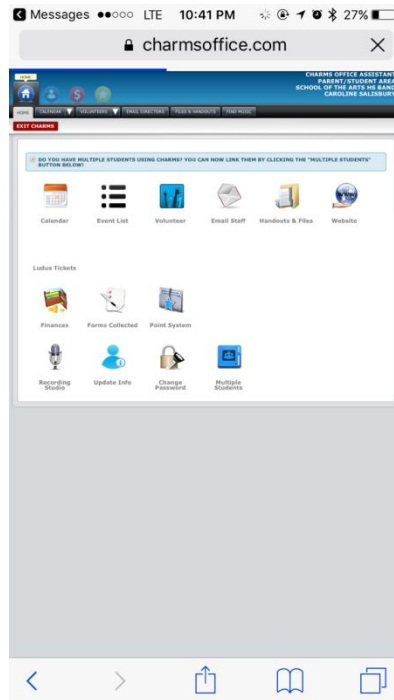 Messages LTE 10:41 PM 27%
charmsoffice.com
HOME
CHARMS OFFICE ASSISTANT
PARENT/STUDENT AREA
SCHOOL OF THE ARTS HS BAND
CAROLINE SALISBURY
HOME CALENDAR VOLUNTEERS EMAIL DIRECTORS FILES & HANDOUTS FIND MUSIC
EXIT CHARMS
DO YOU HAVE MULTIPLE STUDENTS USING CHARMS? YOU CAN NOW LINK THEM BY CLICKING THE "MULTIPLE STUDENTS"
BUTTON BELOW!
Calendar Event List Volunteer Email Staff Handouts & Files Website
Ludus Tickets
Finances Forms Collected Point System
Recording Update Info Change Multiple
Studio Password Students